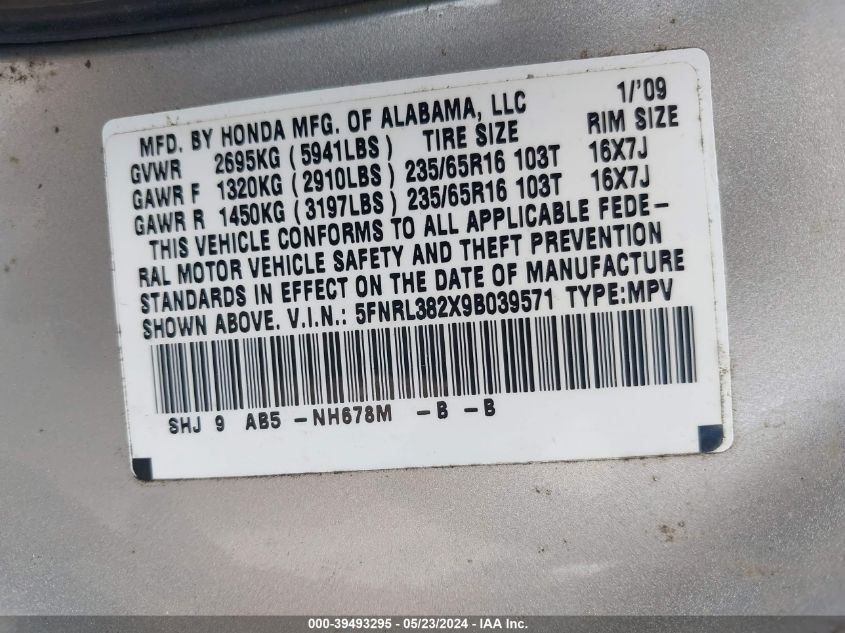 MFD. BY HONDA MFG. OF ALABAMA, LLC 1/'09
GVWR 2695KG (5941LBS) TIRE SIZE RIM SIZE
GAWR F 1320KG (2910LBS) 235/65R16 103T 16X7J
GAWR R 1450KG (3197LBS) 235/65R16 103T 16X7J
THIS VEHICLE CONFORMS TO ALL APPLICABLE FEDE-
RAL MOTOR VEHICLE SAFETY AND THEFT PREVENTION
STANDARDS IN EFFECT ON THE DATE OF MANUFACTURE
SHOWN ABOVE. V.I.N.: 5FNRL382X9B039571 TYPE:MPV
SHJ 9 AB5 -NH678M -B -B
000-39493295 - 05/23/2024 - IAAI Inc.